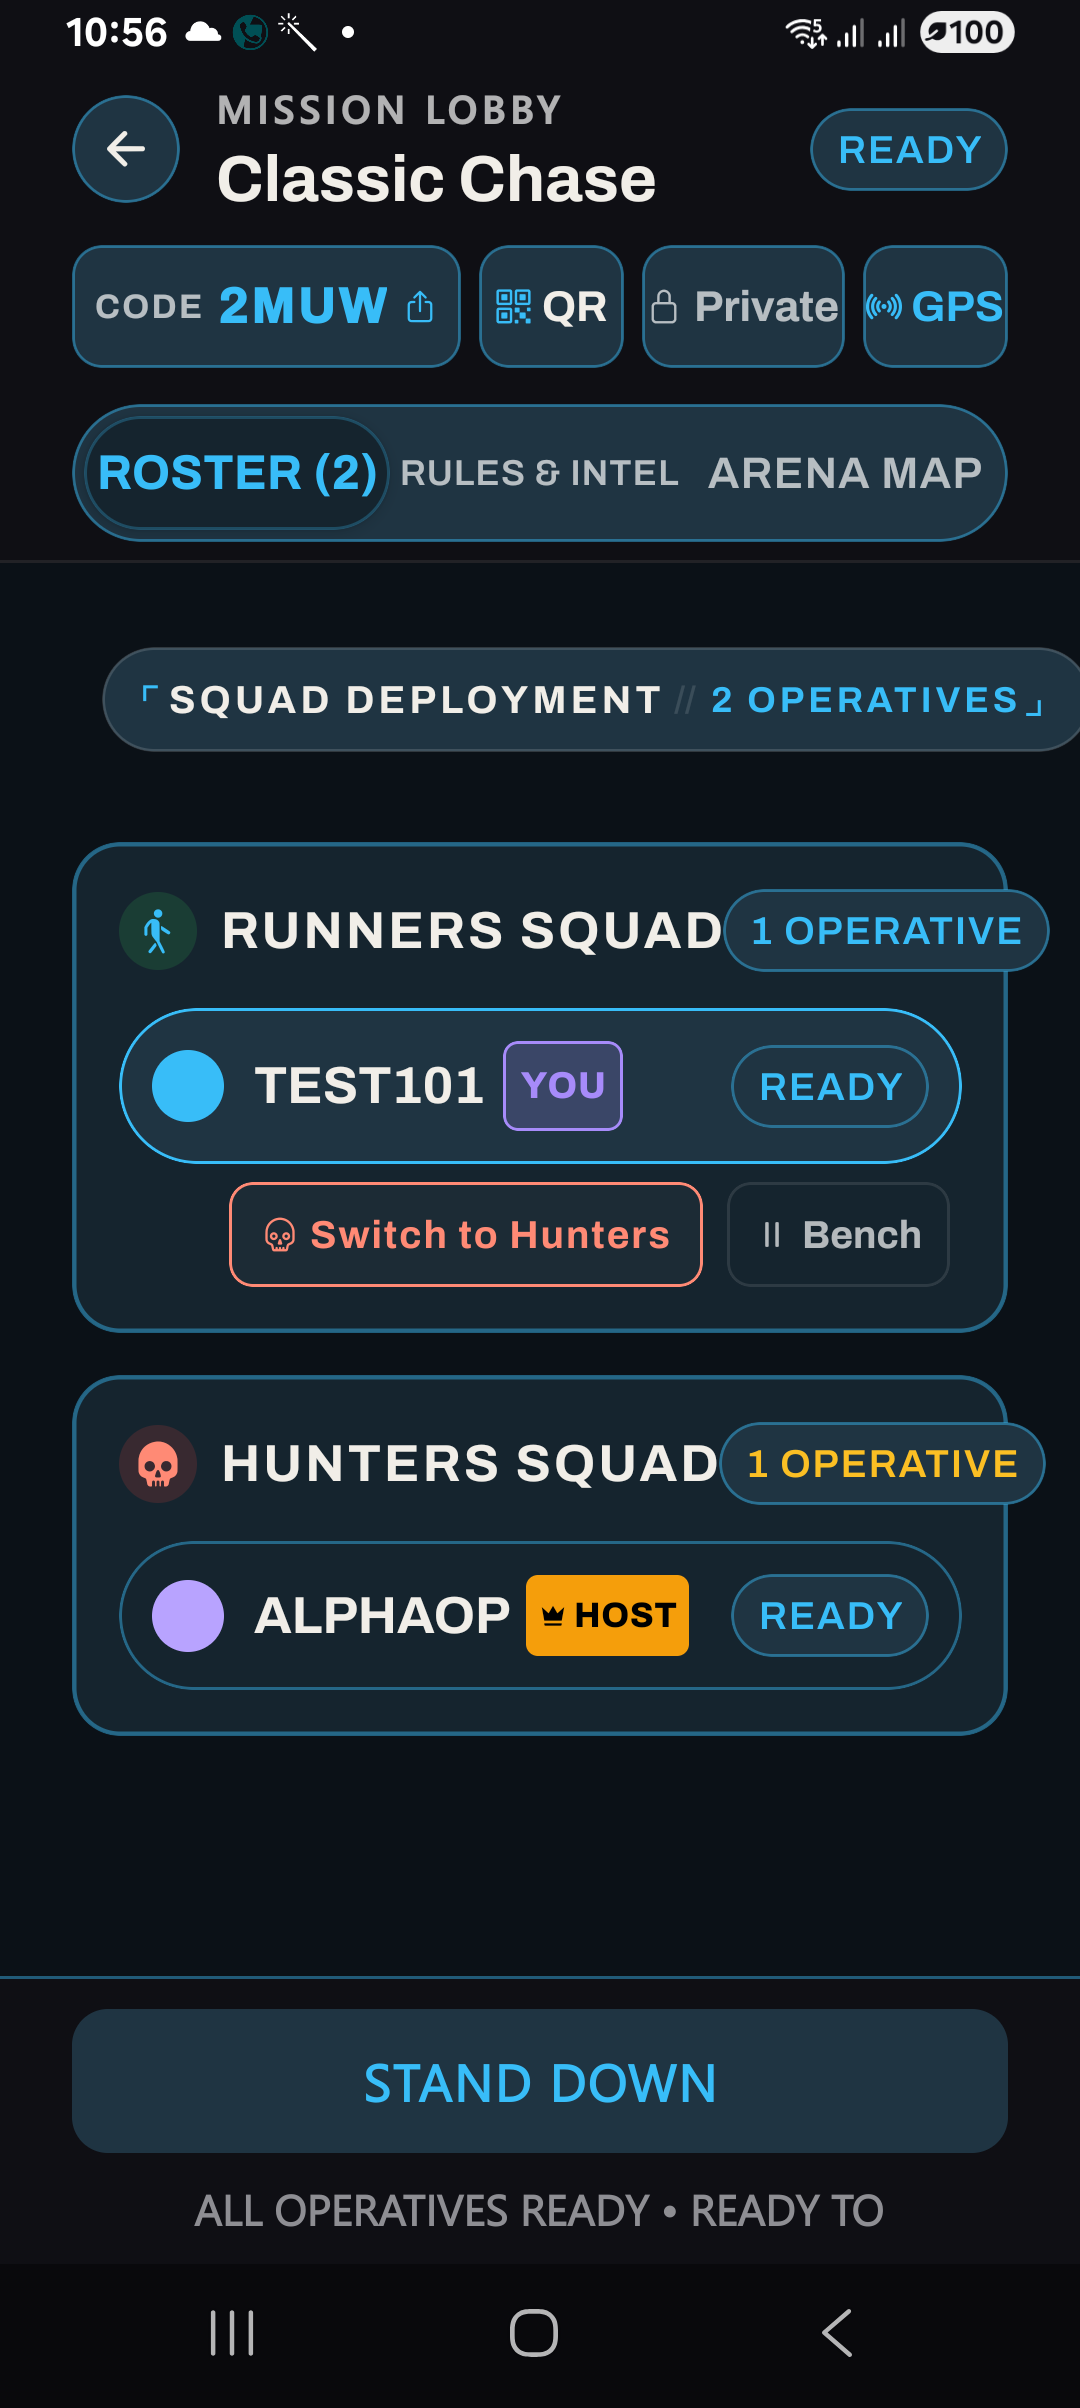 10:56
5
100
MISSION LOBBY
Classic Chase
READY
CODE 2MUW
QR
Private
GPS
ROSTER (2)
RULES & INTEL
ARENA MAP
「 SQUAD DEPLOYMENT // 2 OPERATIVES 」
RUNNERS SQUAD
1 OPERATIVE
TEST101
YOU
READY
Switch to Hunters
Bench
HUNTERS SQUAD
1 OPERATIVE
ALPHAOP
HOST
READY
STAND DOWN
ALL OPERATIVES READY • READY TO